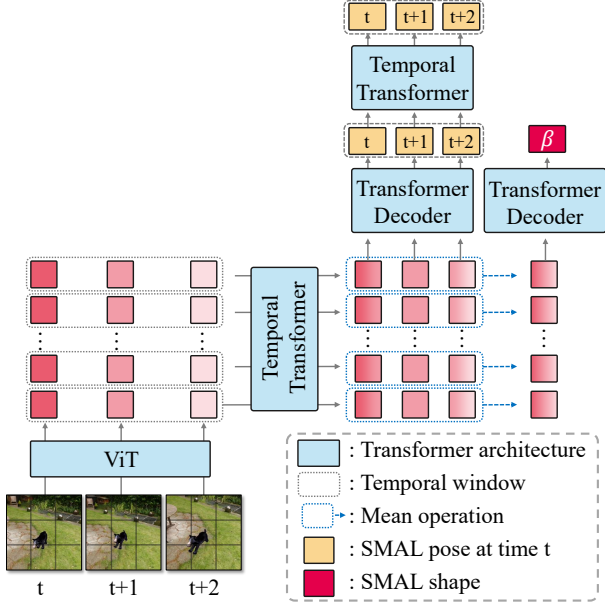 t t+1 t+2
Temporal
Transformer
t t+1 t+2
β
Transformer
Decoder
Transformer
Decoder
Temporal
Transformer
ViT
t t+1 t+2
: Transformer architecture
: Temporal window
: Mean operation
: SMAL pose at time t
: SMAL shape